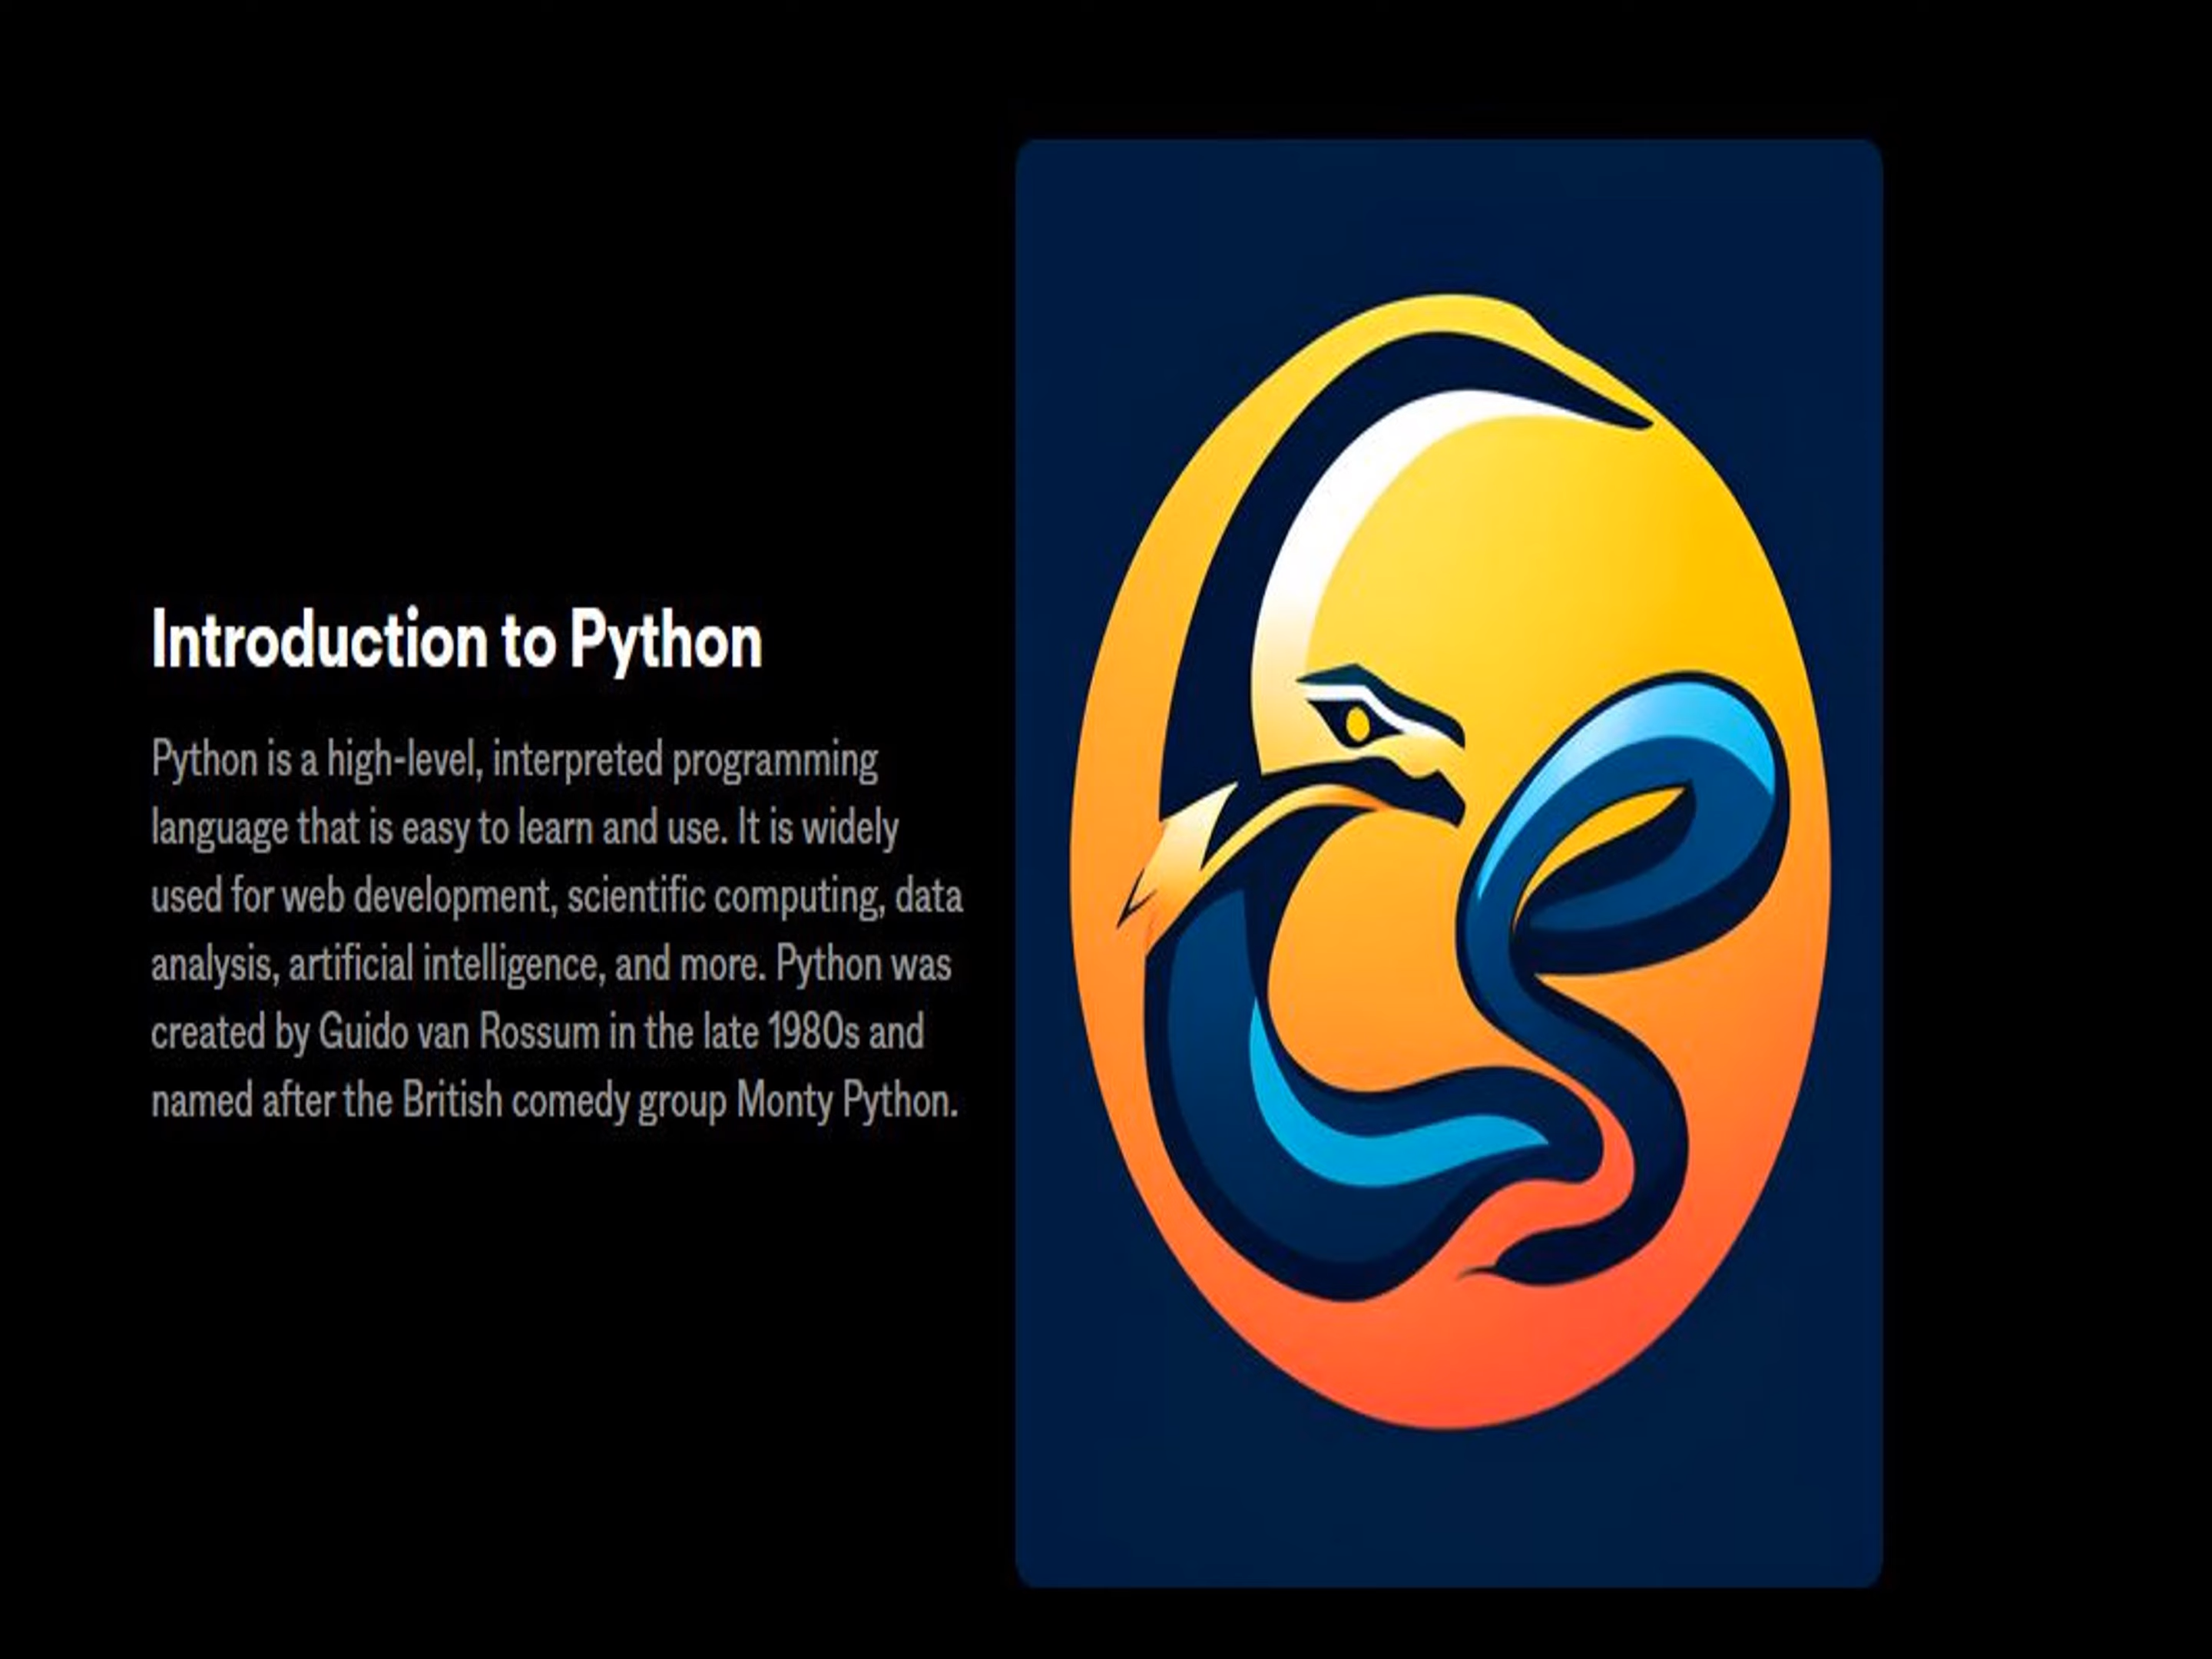 Introduction to Python
Python is a high-level, interpreted programming
language that is easy to learn and use. It is widely
used for web development, scientific computing, data
analysis, artificial intelligence, and more. Python was
created by Guido van Rossum in the late 1980s and
named after the British comedy group Monty Python.